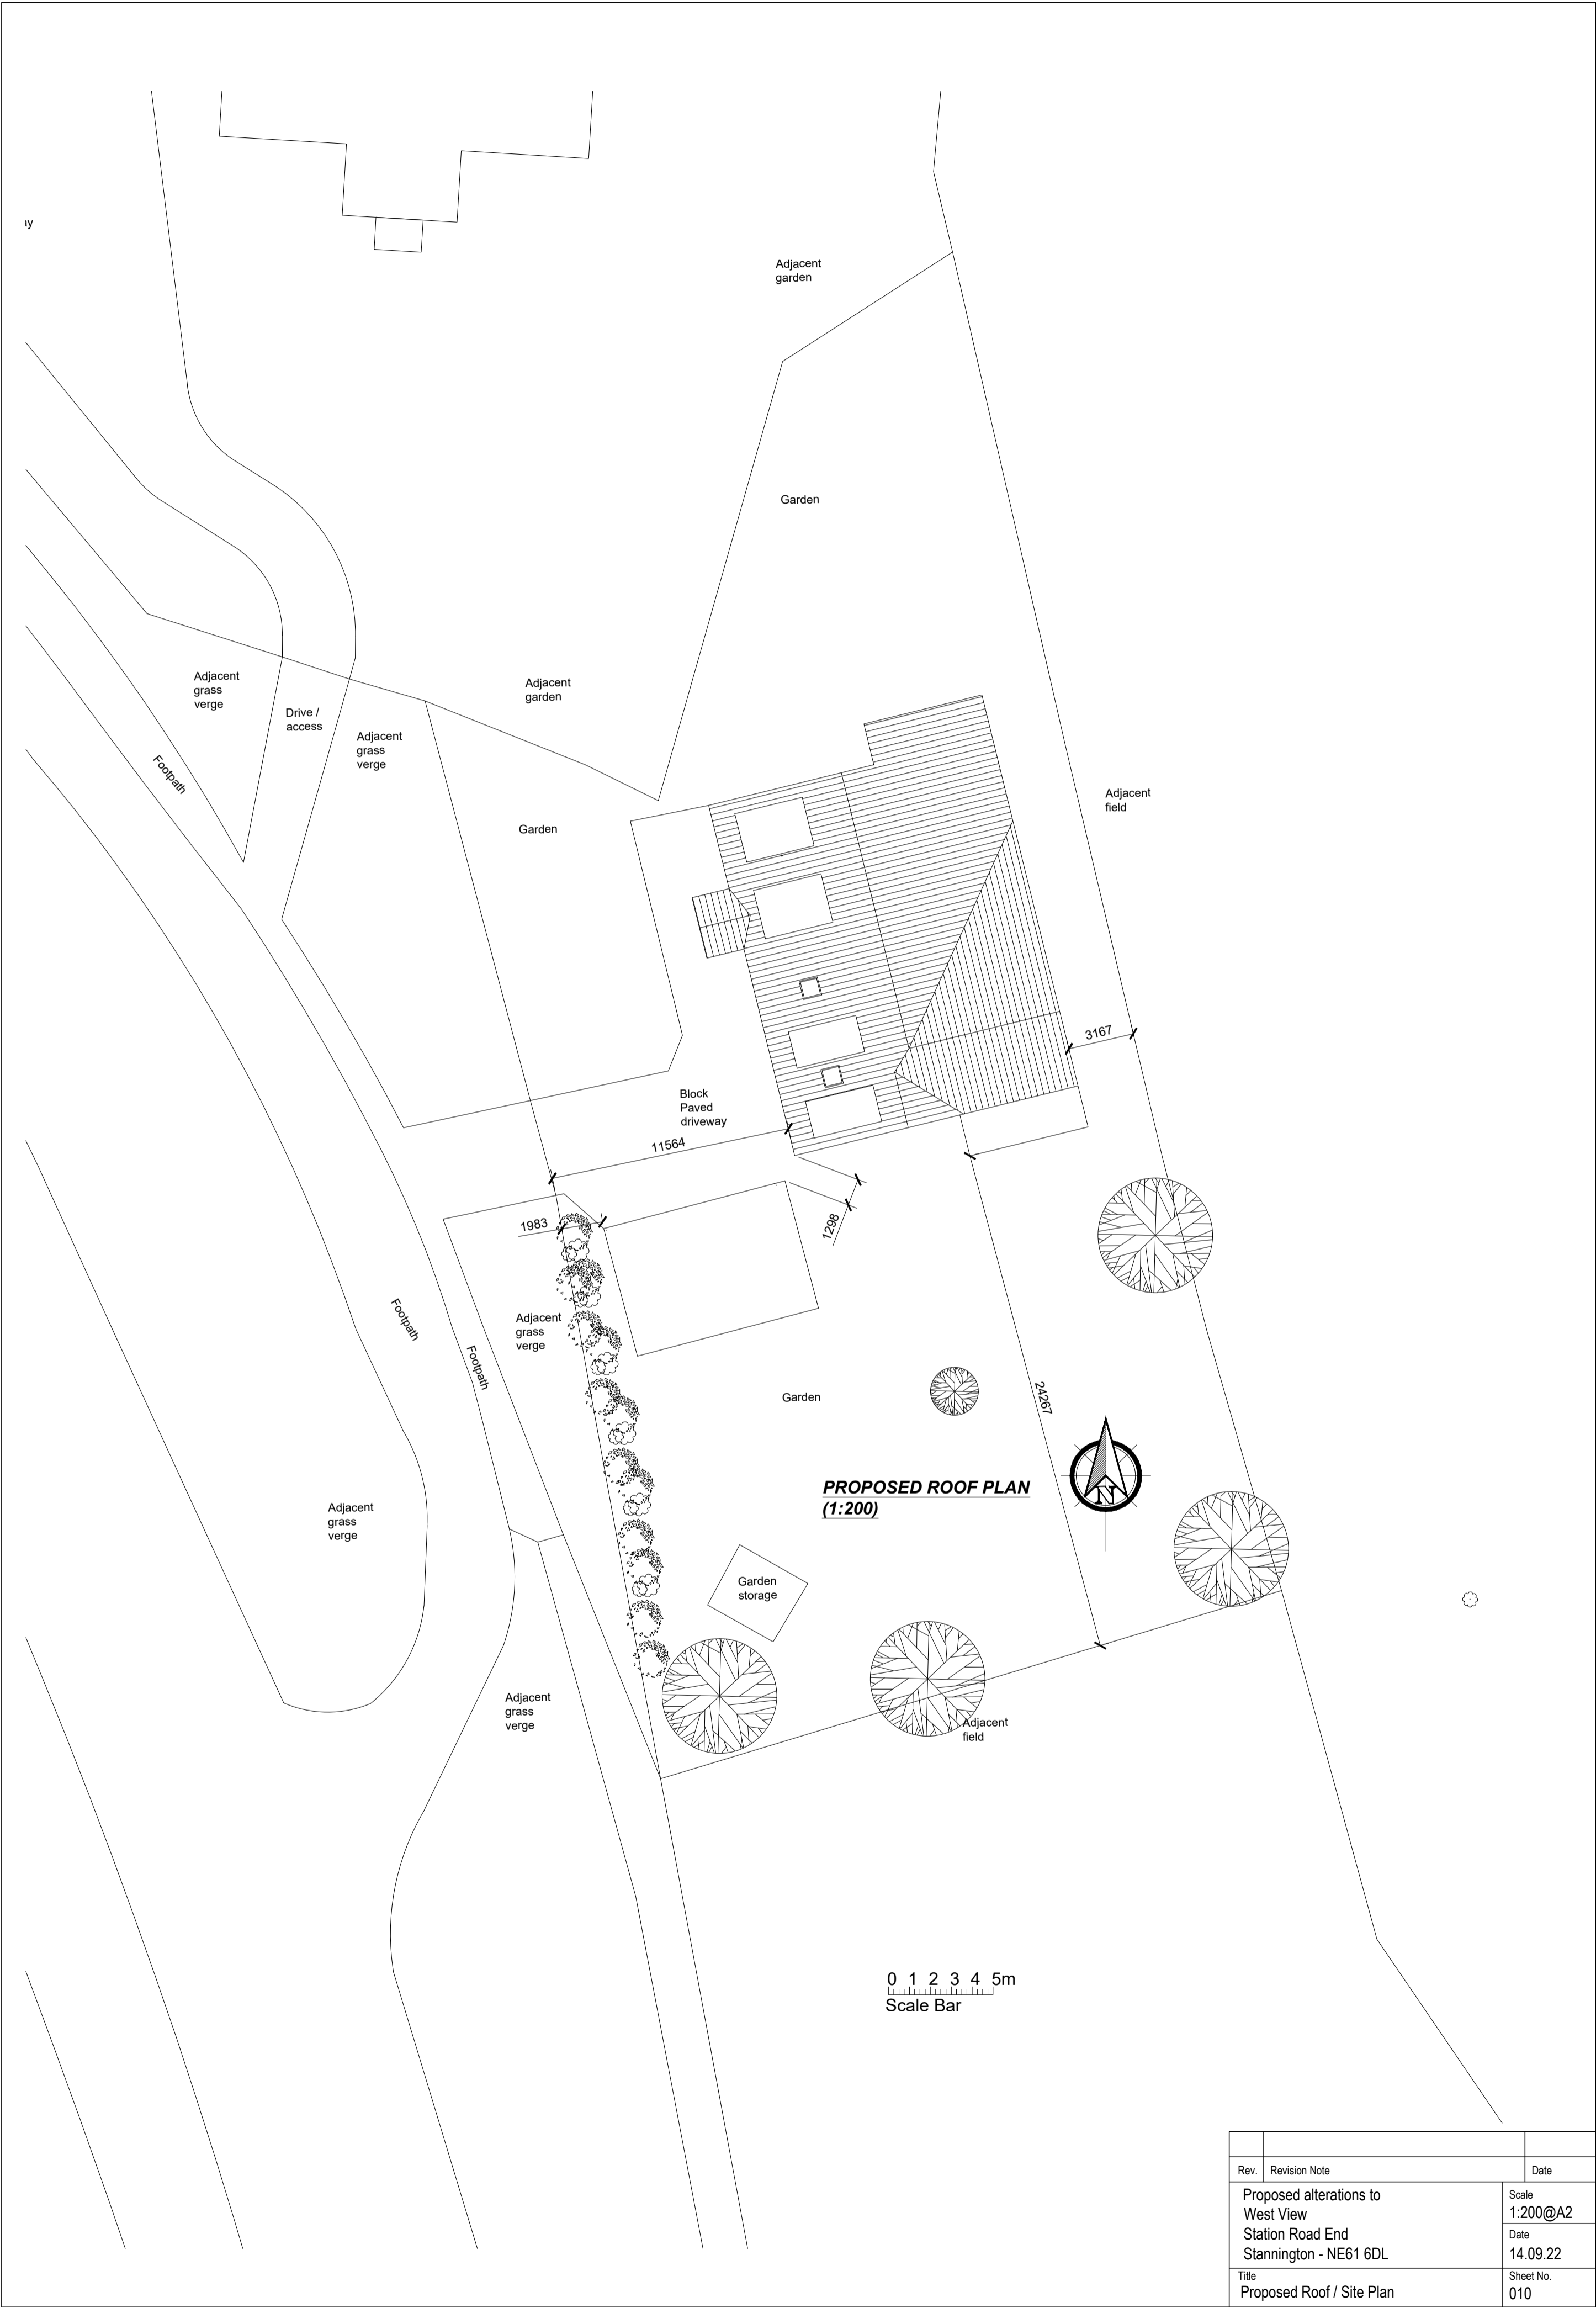 Adjacent
garden
Garden
Adjacent
grass
verge
Drive /
access
Adjacent
grass
verge
Adjacent
garden
Footpath
Garden
Adjacent
field
3167
Block
Paved
driveway
11564
1983
1298
Footpath
Footpath
Adjacent
grass
verge
Garden
24267
PROPOSED ROOF PLAN
(1:200)
N
Adjacent
grass
verge
Garden
storage
Adjacent
grass
verge
Adjacent
field
0 1 2 3 4 5m
Scale Bar
Rev. Revision Note Date
Proposed alterations to
West View
Station Road End
Stannington - NE61 6DL
Scale
1:200@A2
Date
14.09.22
Title
Proposed Roof / Site Plan
Sheet No.
010